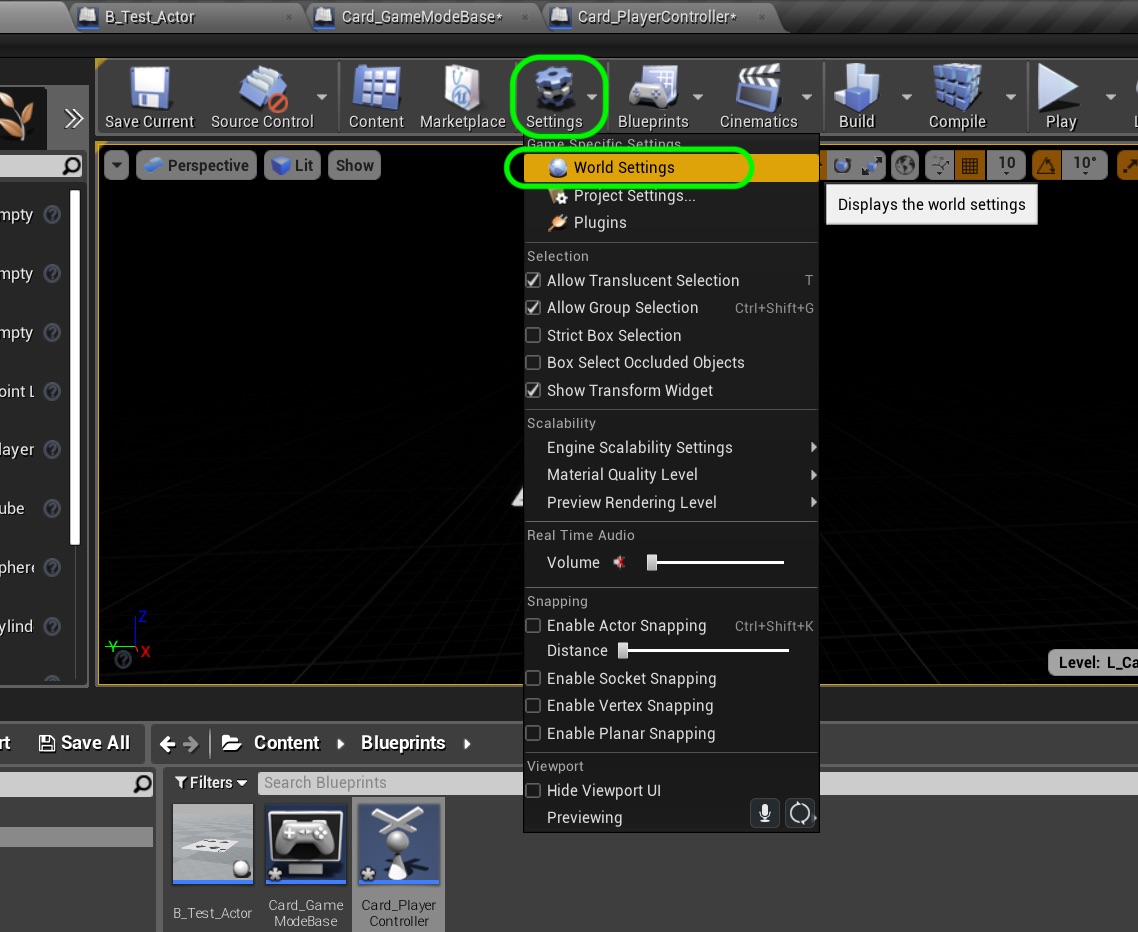 B_Test_Actor
Card_GameModeBase*
Card_PlayerController*
Save Current
Source Control
Content
Marketplace
Settings
Blueprints
Cinematics
Build
Compile
Play
Perspective
Lit
Show
10
10°
Game Specific Settings
World Settings
Project Settings...
Plugins
Displays the world settings
Selection
Allow Translucent Selection T
Allow Group Selection Ctrl+Shift+G
Strict Box Selection
Box Select Occluded Objects
Show Transform Widget
Scalability
Engine Scalability Settings
Material Quality Level
Preview Rendering Level
Real Time Audio
Volume
Snapping
Enable Actor Snapping Ctrl+Shift+K
Distance
Enable Socket Snapping
Enable Vertex Snapping
Enable Planar Snapping
Viewport
Hide Viewport UI
Previewing
mpty
mpty
mpty
oint L
layer
ube
phere
ylind
Z
Y
X
Level: L_Ca
rt
Save All
Content
Blueprints
Filters
Search Blueprints
B_Test_Actor
Card_Game
ModeBase
Card_Player
Controller